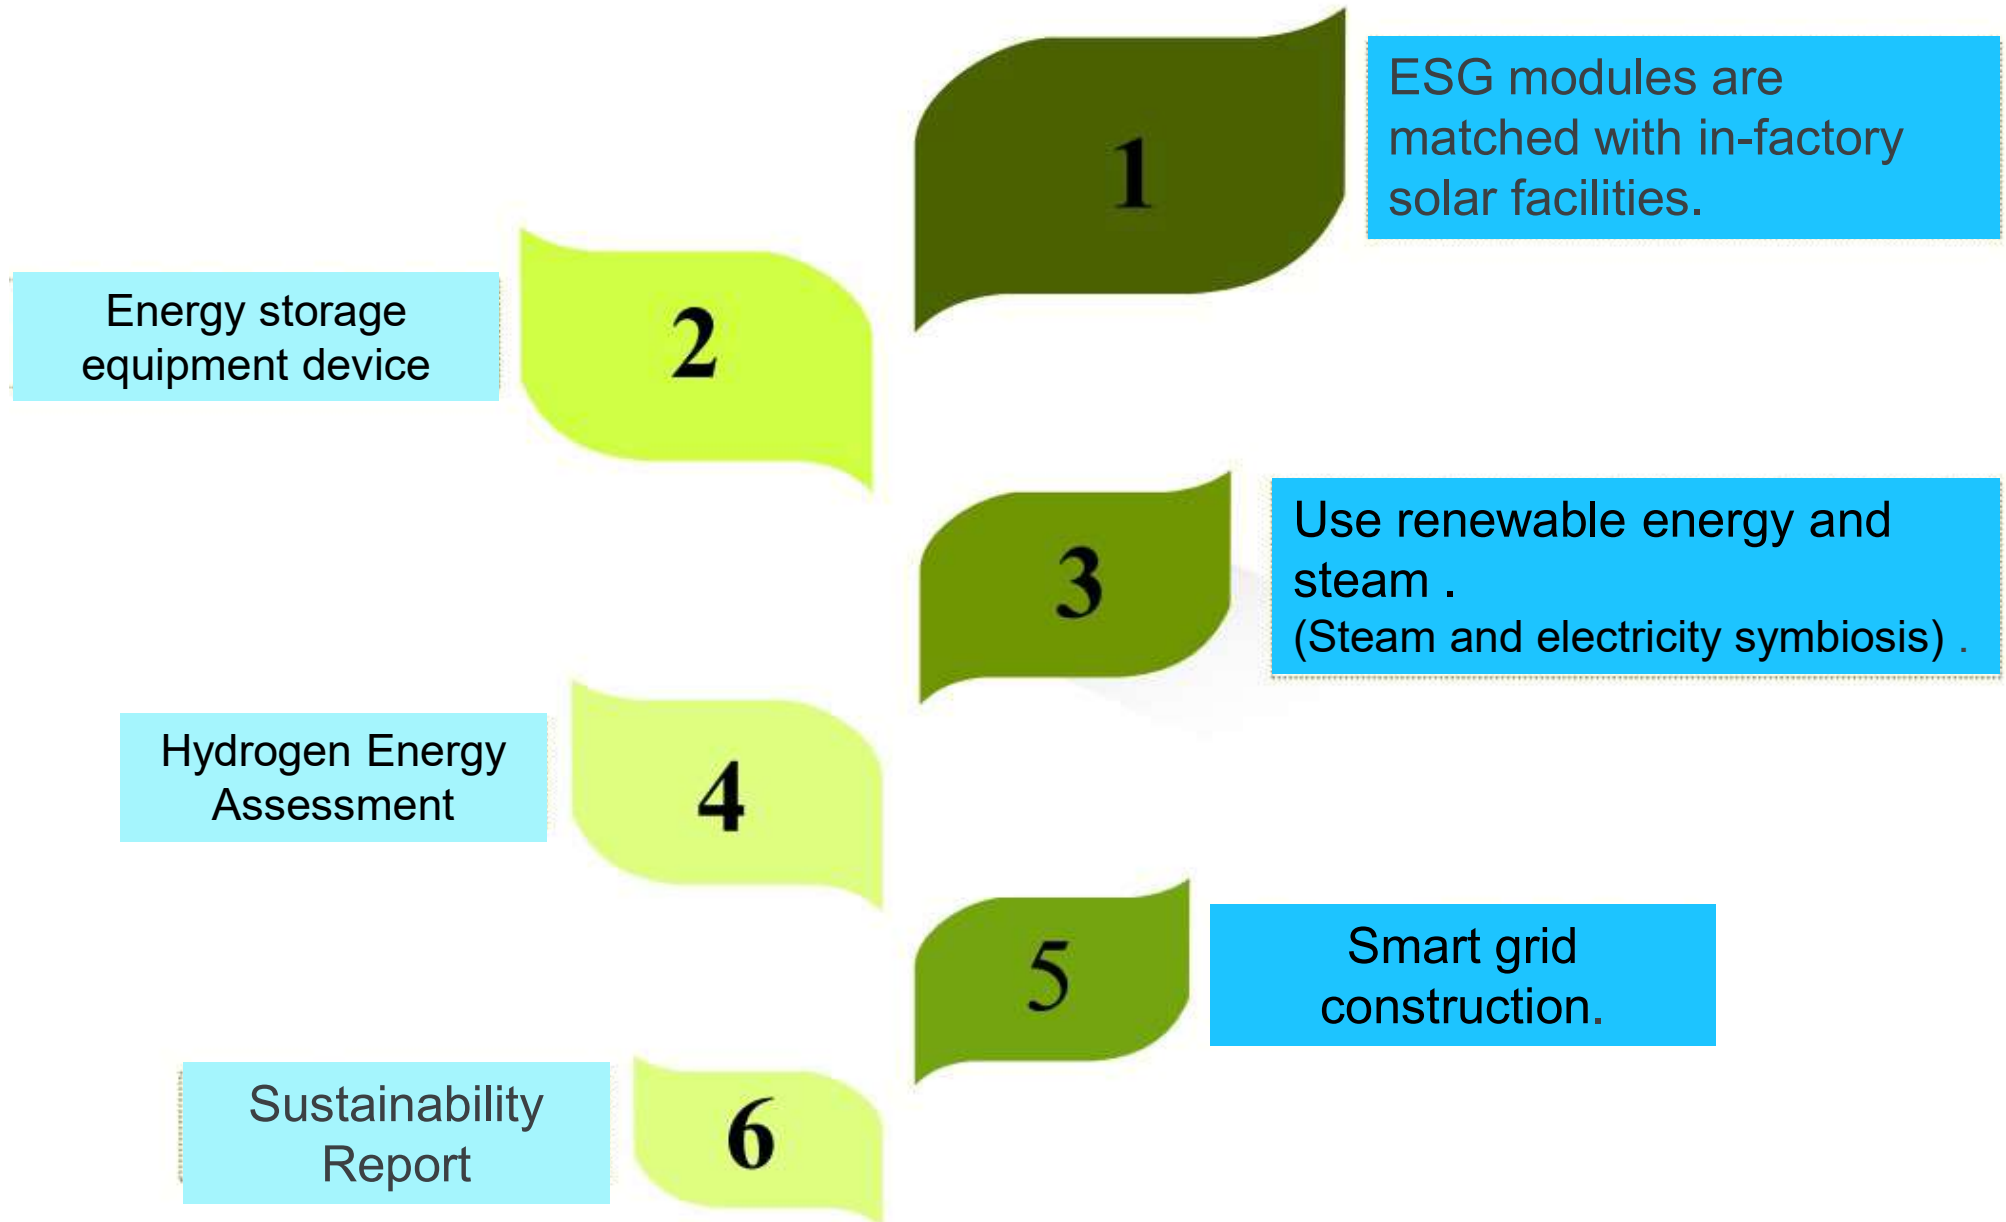 1
ESG modules are
matched with in-factory
solar facilities.
2
Energy storage
equipment device
3
Use renewable energy and
steam .
(Steam and electricity symbiosis) .
4
Hydrogen Energy
Assessment
5
Smart grid
construction.
6
Sustainability
Report